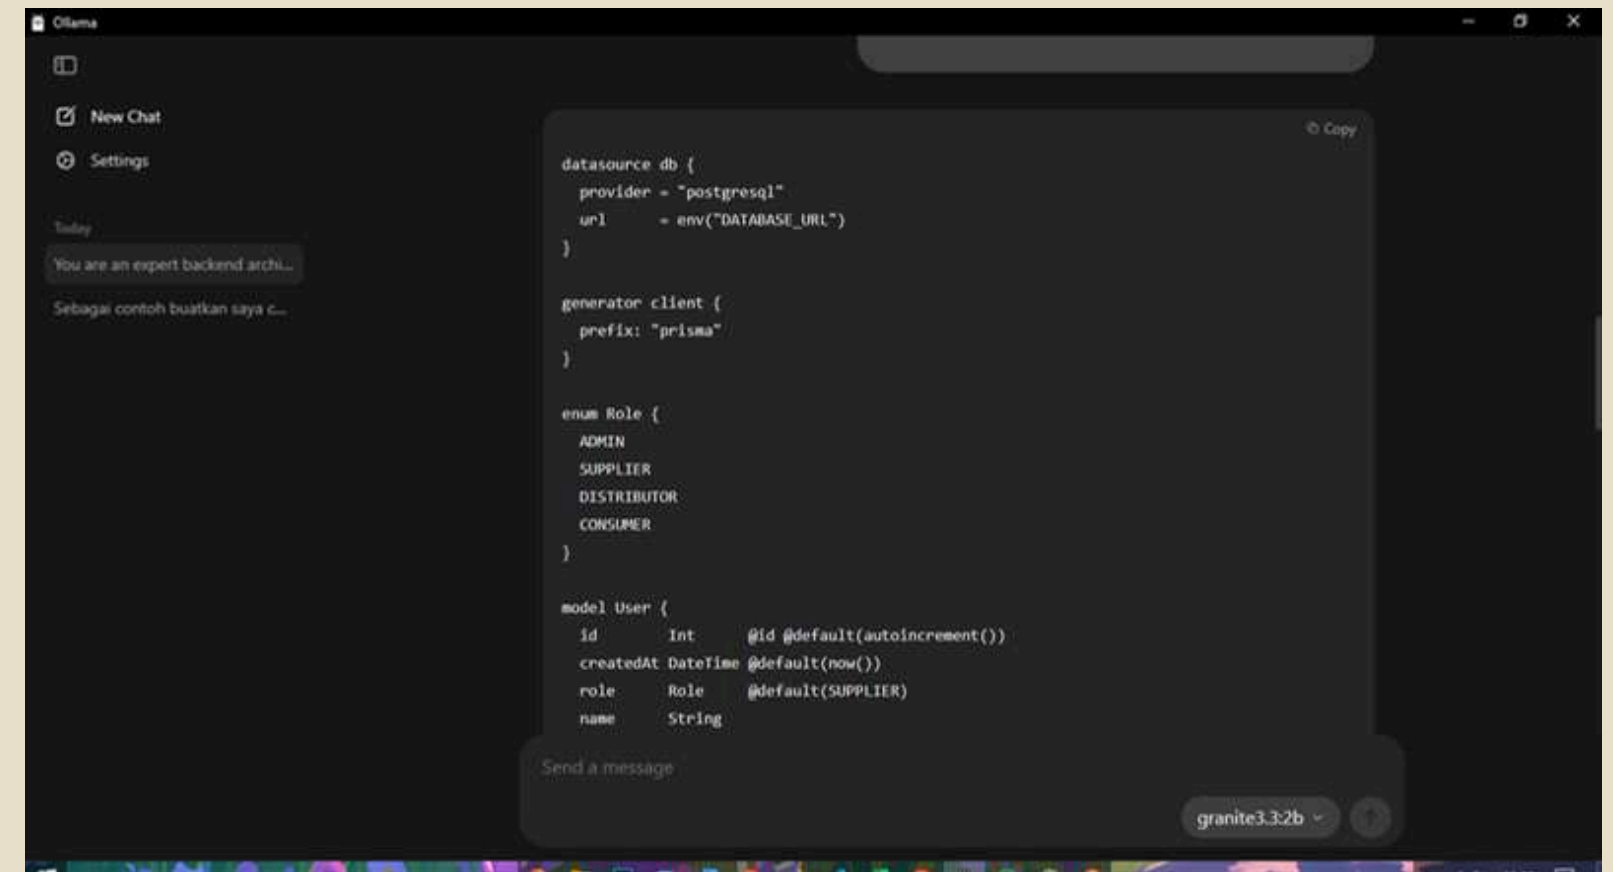 Ollama
New Chat
Settings
Today
You are an expert backend archi...
Sebagai contoh buatkan saya c...
Copy
datasource db {
  provider = "postgresql"
  url      = env("DATABASE_URL")
}
generator client {
  prefix: "prisma"
}
enum Role {
  ADMIN
  SUPPLIER
  DISTRIBUTOR
  CONSUMER
}
model User {
  id        Int      @id @default(autoincrement())
  createdAt DateTime @default(now())
  role      Role     @default(SUPPLIER)
  name      String
Send a message
granite3.3:2b